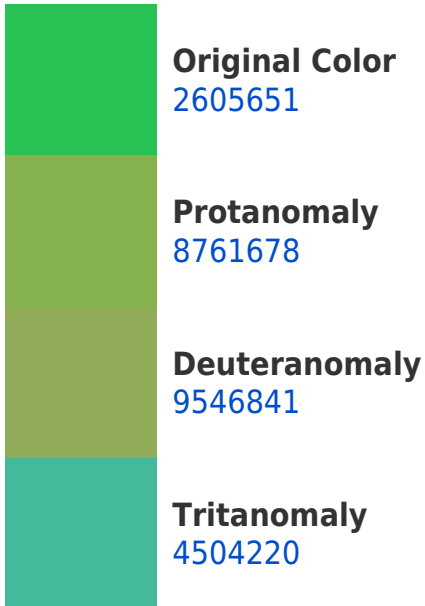 Original Color
2605651
Protanomaly
8761678
Deuteranomaly
9546841
Tritanomaly
4504220